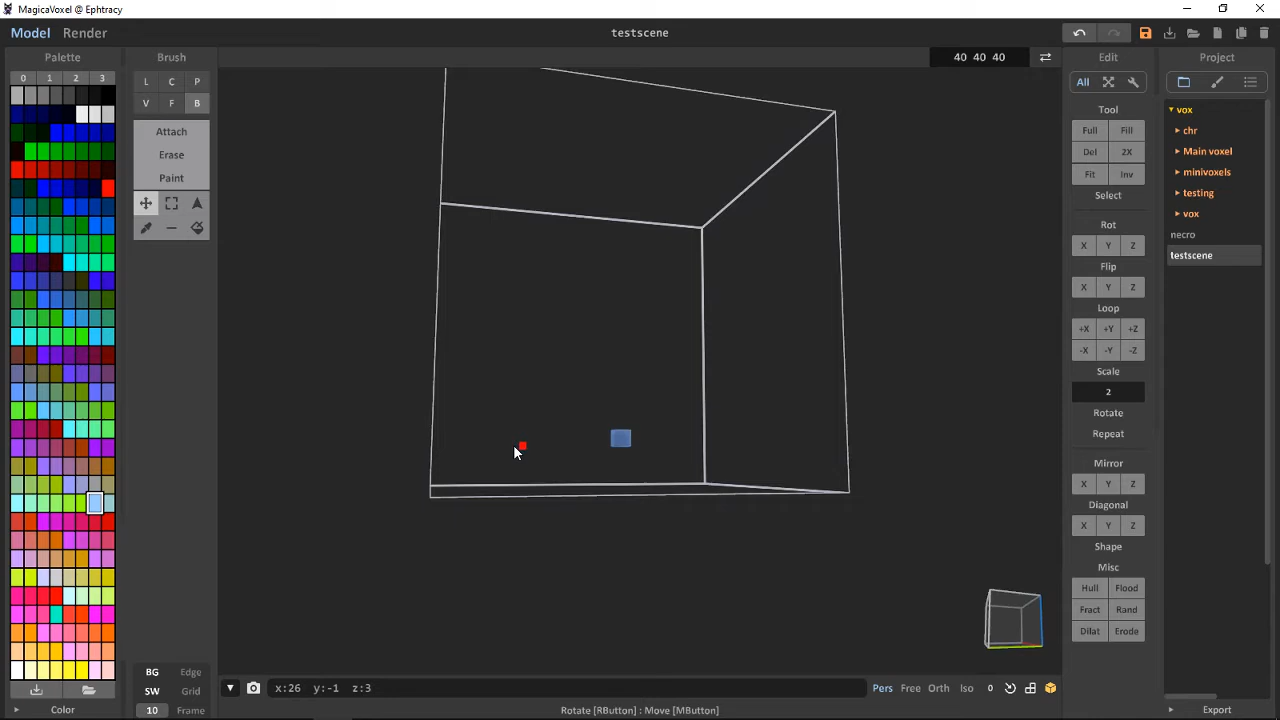 MagicaVoxel @ Ephtracy
Model Render testscene
Palette Brush 40 40 40 Edit Project
0 1 2 3
L C P
V F B
Attach
Erase
Paint
All
Tool
Full Fill
Del 2X
Fit Inv
Select
Rot
X Y Z
Flip
X Y Z
Loop
+X +Y +Z
-X -Y -Z
Scale
2
Rotate
Repeat
Mirror
X Y Z
Diagonal
X Y Z
Shape
Misc
Hull Flood
Fract Rand
Dilat Erode
vox
chr
Main voxel
minivoxels
testing
vox
necro
testscene
BG Edge
SW Grid
10 Frame
x:26 y:-1 z:3
Pers Free Orth Iso 0
Color
Rotate [RButton] : Move [MButton]
Export